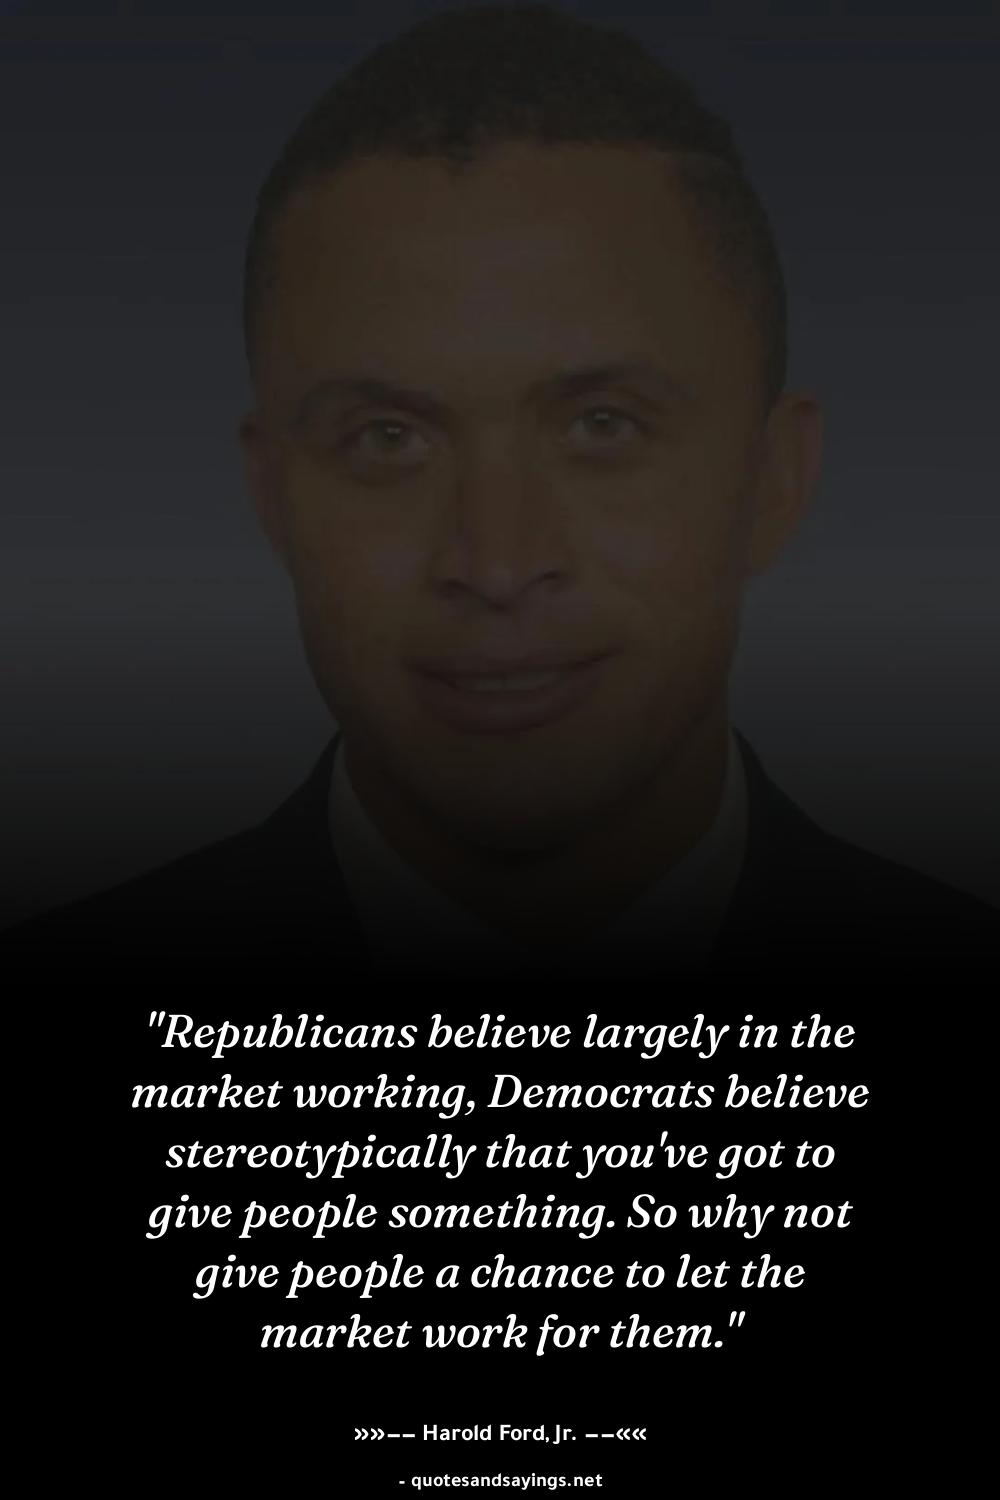 "Republicans believe largely in the
market working, Democrats believe
stereotypically that you've got to
give people something. So why not
give people a chance to let the
market work for them."
»»–– Harold Ford, Jr. ––««
- quotesandsayings.net